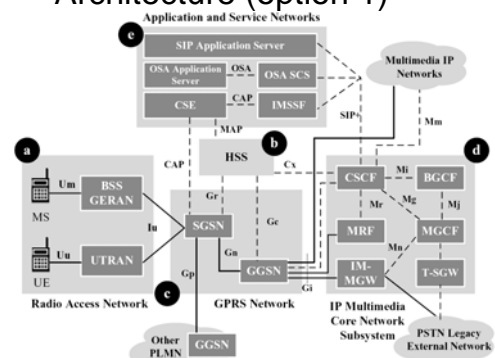 Architecture (option 1)
Application and Service Networks
e
SIP Application Server
OSA Application
Server
OSA
OSA SCS
CSE
CAP
IMSSF
Multimedia IP
Networks
SIP+
Mm
MAP
CAP
b
HSS
Cx
a
Um
BSS
GERAN
MS
Iu
Uu
UTRAN
UE
Radio Access Network
Gr
Gc
SGSN
Gn
GGSN
Gp
Gi
c
GPRS Network
Other
PLMN
GGSN
d
CSCF
Mi
BGCF
Mr
Mg
Mj
MRF
MGCF
Mn
IM-
MGW
T-SGW
IP Multimedia
Core Network
Subsystem
PSTN Legacy
External Network